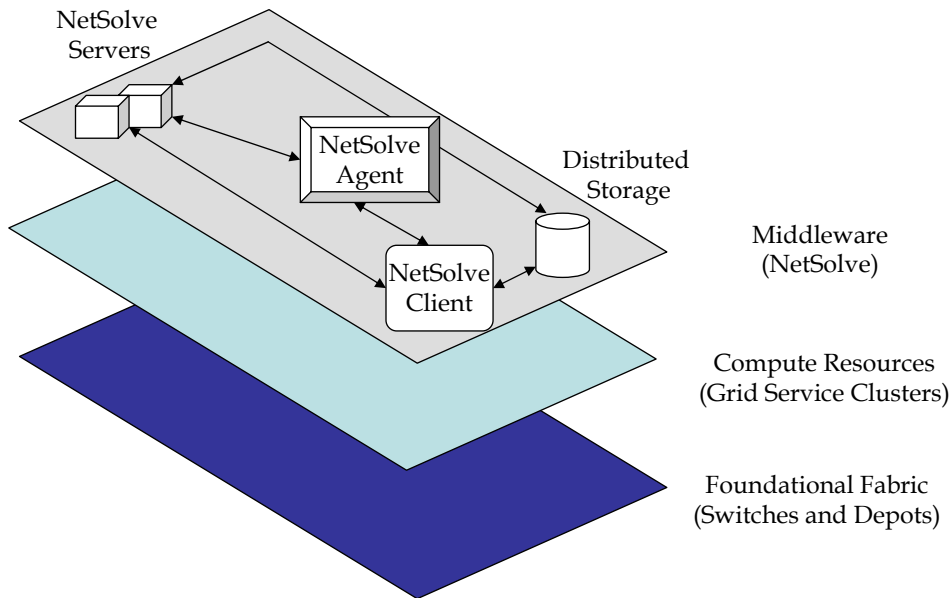 NetSolve
Servers
NetSolve
Agent
Distributed
Storage
NetSolve
Client
Middleware
(NetSolve)
Compute Resources
(Grid Service Clusters)
Foundational Fabric
(Switches and Depots)